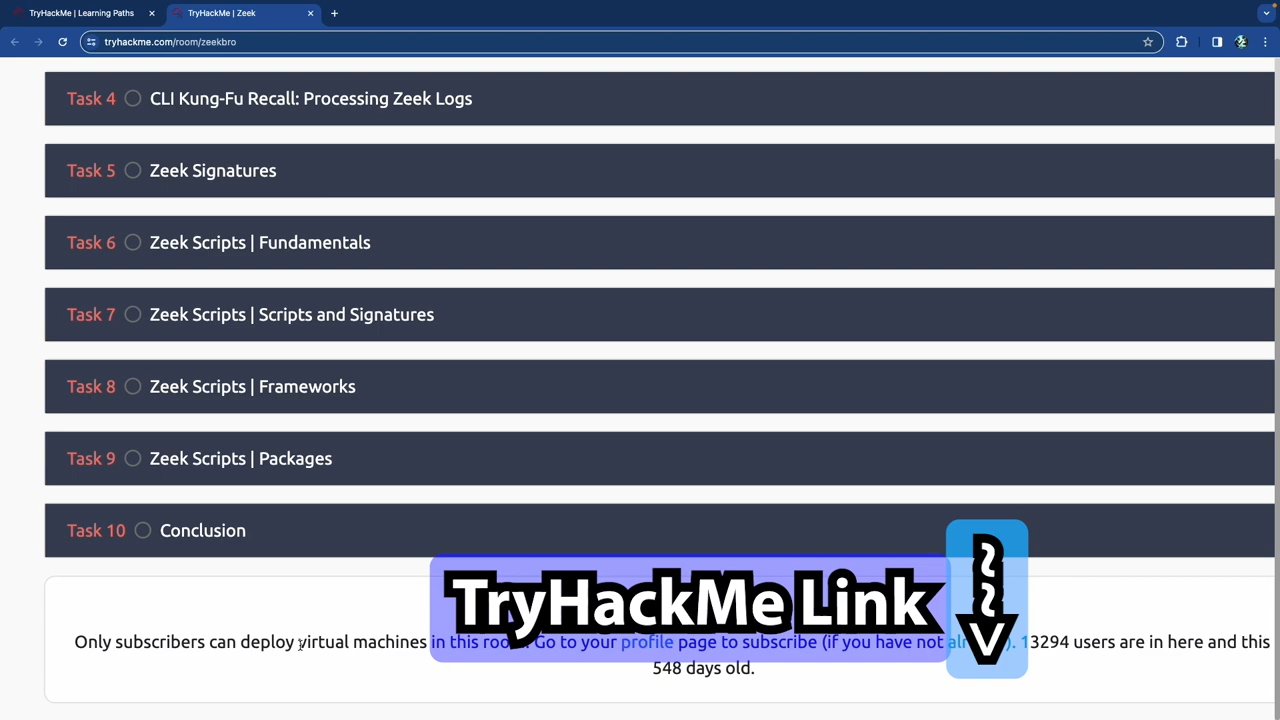 TryHackMe | Learning Paths
TryHackMe | Zeek
tryhackme.com/room/zeekbro
Task 4 CLI Kung-Fu Recall: Processing Zeek Logs
Task 5 Zeek Signatures
Task 6 Zeek Scripts | Fundamentals
Task 7 Zeek Scripts | Scripts and Signatures
Task 8 Zeek Scripts | Frameworks
Task 9 Zeek Scripts | Packages
Task 10 Conclusion
TryHackMe Link
Only subscribers can deploy virtual machines in this room. Go to your profile page to subscribe (if you have not already). 13294 users are in here and this
548 days old.